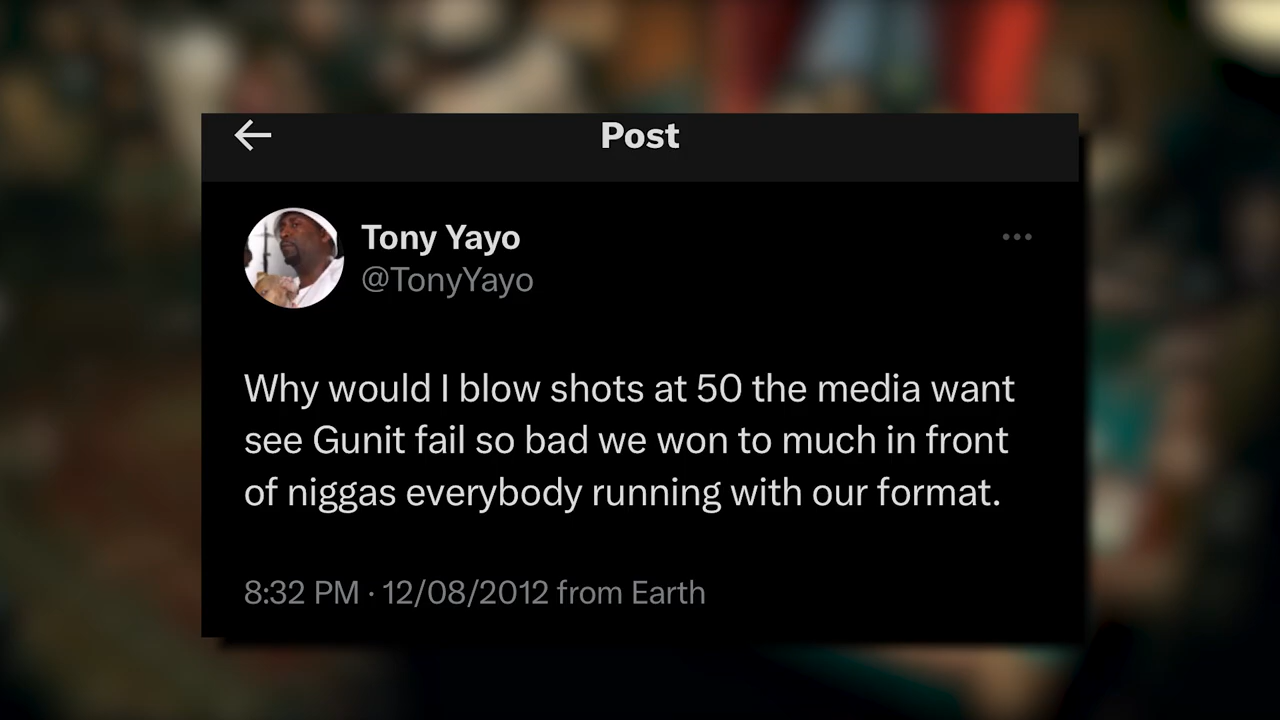 Post
Tony Yayo
@TonyYayo
Why would I blow shots at 50 the media want
see Gunit fail so bad we won to much in front
of niggas everybody running with our format.
8:32 PM · 12/08/2012 from Earth